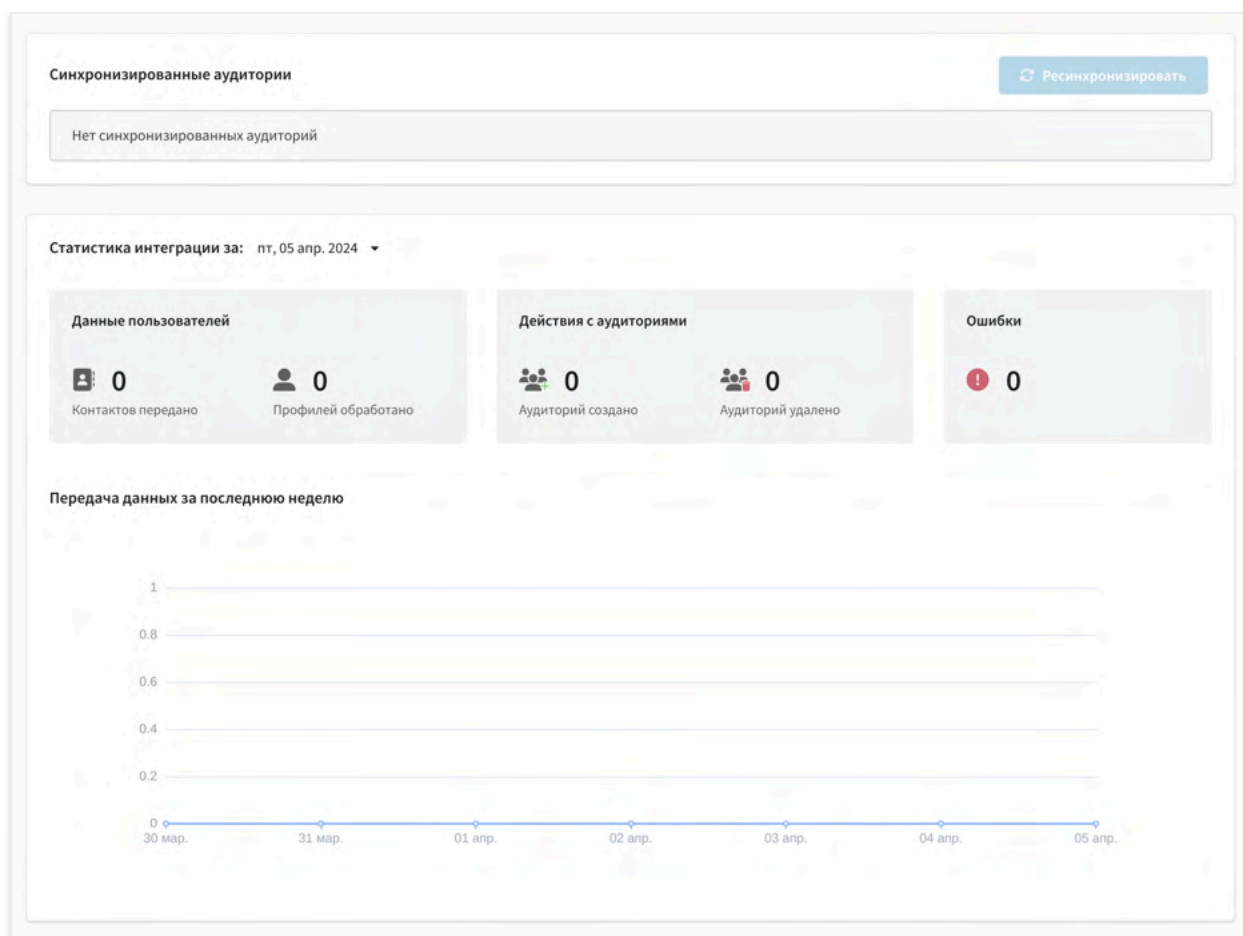 Синхронизированные аудитории
Ресинхронизировать
Нет синхронизированных аудиторий
Статистика интеграции за: пт, 05 апр. 2024
Данные пользователей
0
Контактов передано
0
Профилей обработано
Действия с аудиториями
0
Аудиторий создано
0
Аудиторий удалено
Ошибки
0
Передача данных за последнюю неделю
1
0.8
0.6
0.4
0.2
0
30 мар. 31 мар. 01 апр. 02 апр. 03 апр. 04 апр. 05 апр.